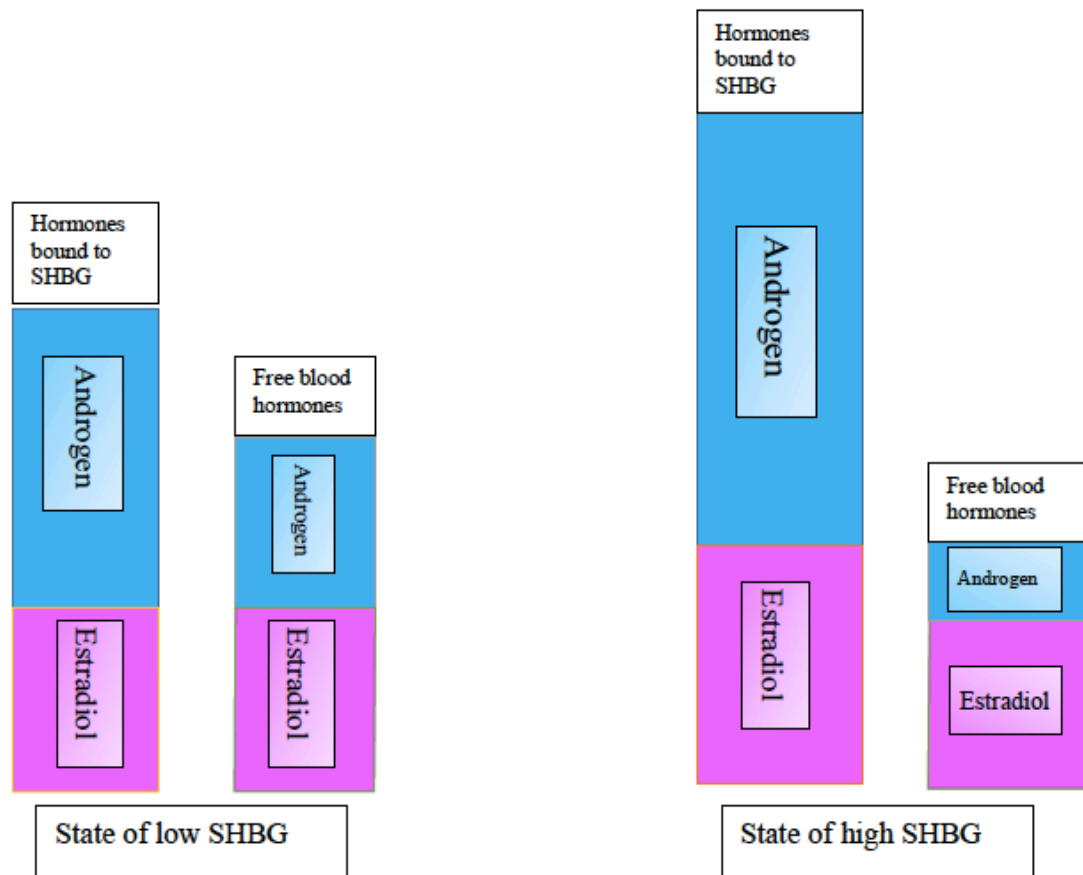 Hormones
bound to
SHBG
Androgen
Estradiol
Free blood
hormones
Androgen
Estradiol
State of low SHBG
Hormones
bound to
SHBG
Androgen
Estradiol
Free blood
hormones
Androgen
Estradiol
State of high SHBG